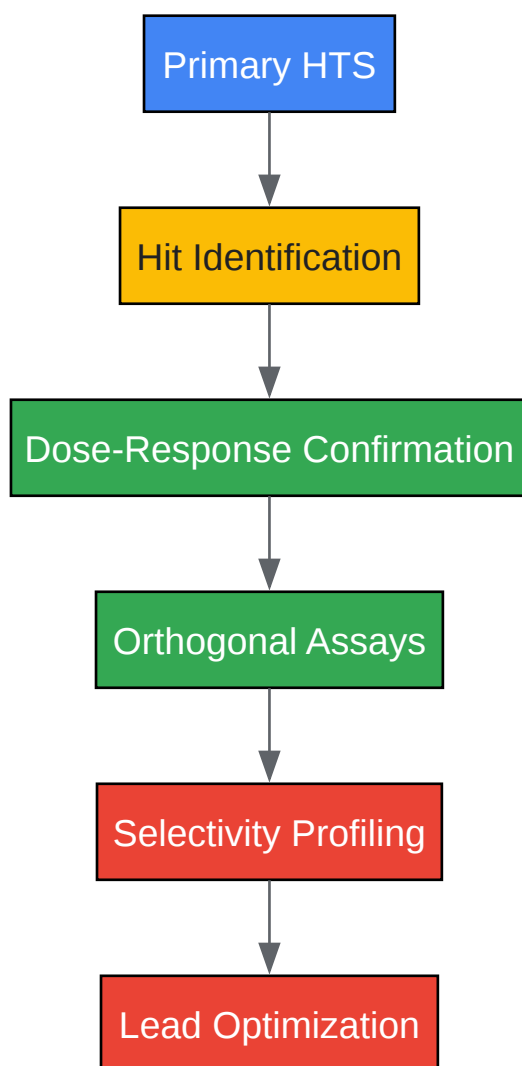 Primary HTS
Hit Identification
Dose-Response Confirmation
Orthogonal Assays
Selectivity Profiling
Lead Optimization